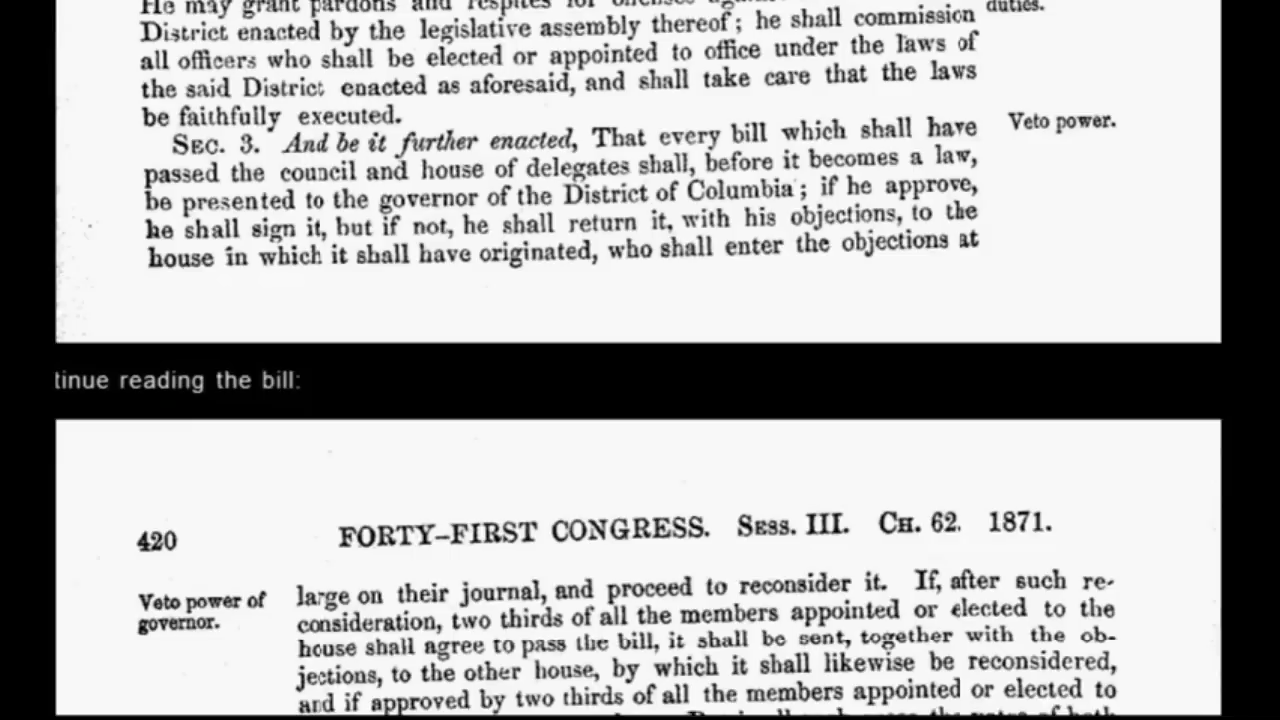 He may grant pardons and respites for offenses
duties.
District enacted by the legislative assembly thereof; he shall commission
all officers who shall be elected or appointed to office under the laws of
the said District enacted as aforesaid, and shall take care that the laws
be faithfully executed.
SEC. 3. And be it further enacted, That every bill which shall have
Veto power.
passed the council and house of delegates shall, before it becomes a law,
be presented to the governor of the District of Columbia; if he approve,
he shall sign it, but if not, he shall return it, with his objections, to the
house in which it shall have originated, who shall enter the objections at
tinue reading the bill:
420
FORTY-FIRST CONGRESS. SESS. III. CH. 62. 1871.
Veto power of
governor.
large on their journal, and proceed to reconsider it. If, after such re-
consideration, two thirds of all the members appointed or elected to the
house shall agree to pass the bill, it shall be sent, together with the ob-
jections, to the other house, by which it shall likewise be reconsidered,
and if approved by two thirds of all the members appointed or elected to